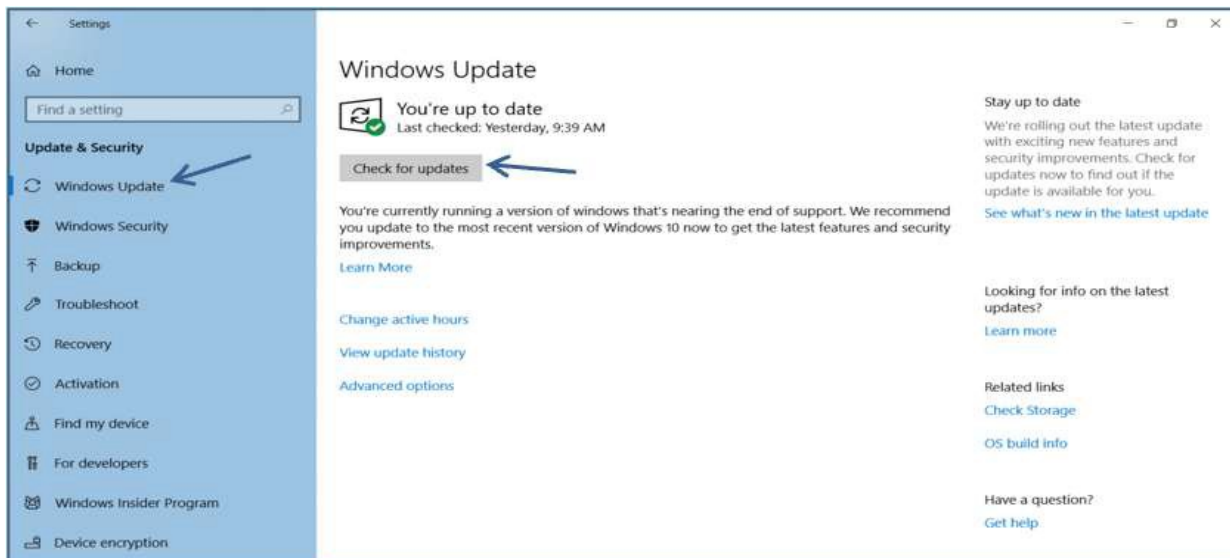 Settings
Home
Find a setting
Update & Security
Windows Update
Windows Security
Backup
Troubleshoot
Recovery
Activation
Find my device
For developers
Windows Insider Program
Device encryption
Windows Update
You're up to date
Last checked: Yesterday, 9:39 AM
Check for updates
You're currently running a version of windows that's nearing the end of support. We recommend
you update to the most recent version of Windows 10 now to get the latest features and security
improvements.
Learn More
Change active hours
View update history
Advanced options
Stay up to date
We're rolling out the latest update
with exciting new features and
security improvements. Check for
updates now to find out if the
update is available for you.
See what's new in the latest update
Looking for info on the latest
updates?
Learn more
Related links
Check Storage
OS build info
Have a question?
Get help